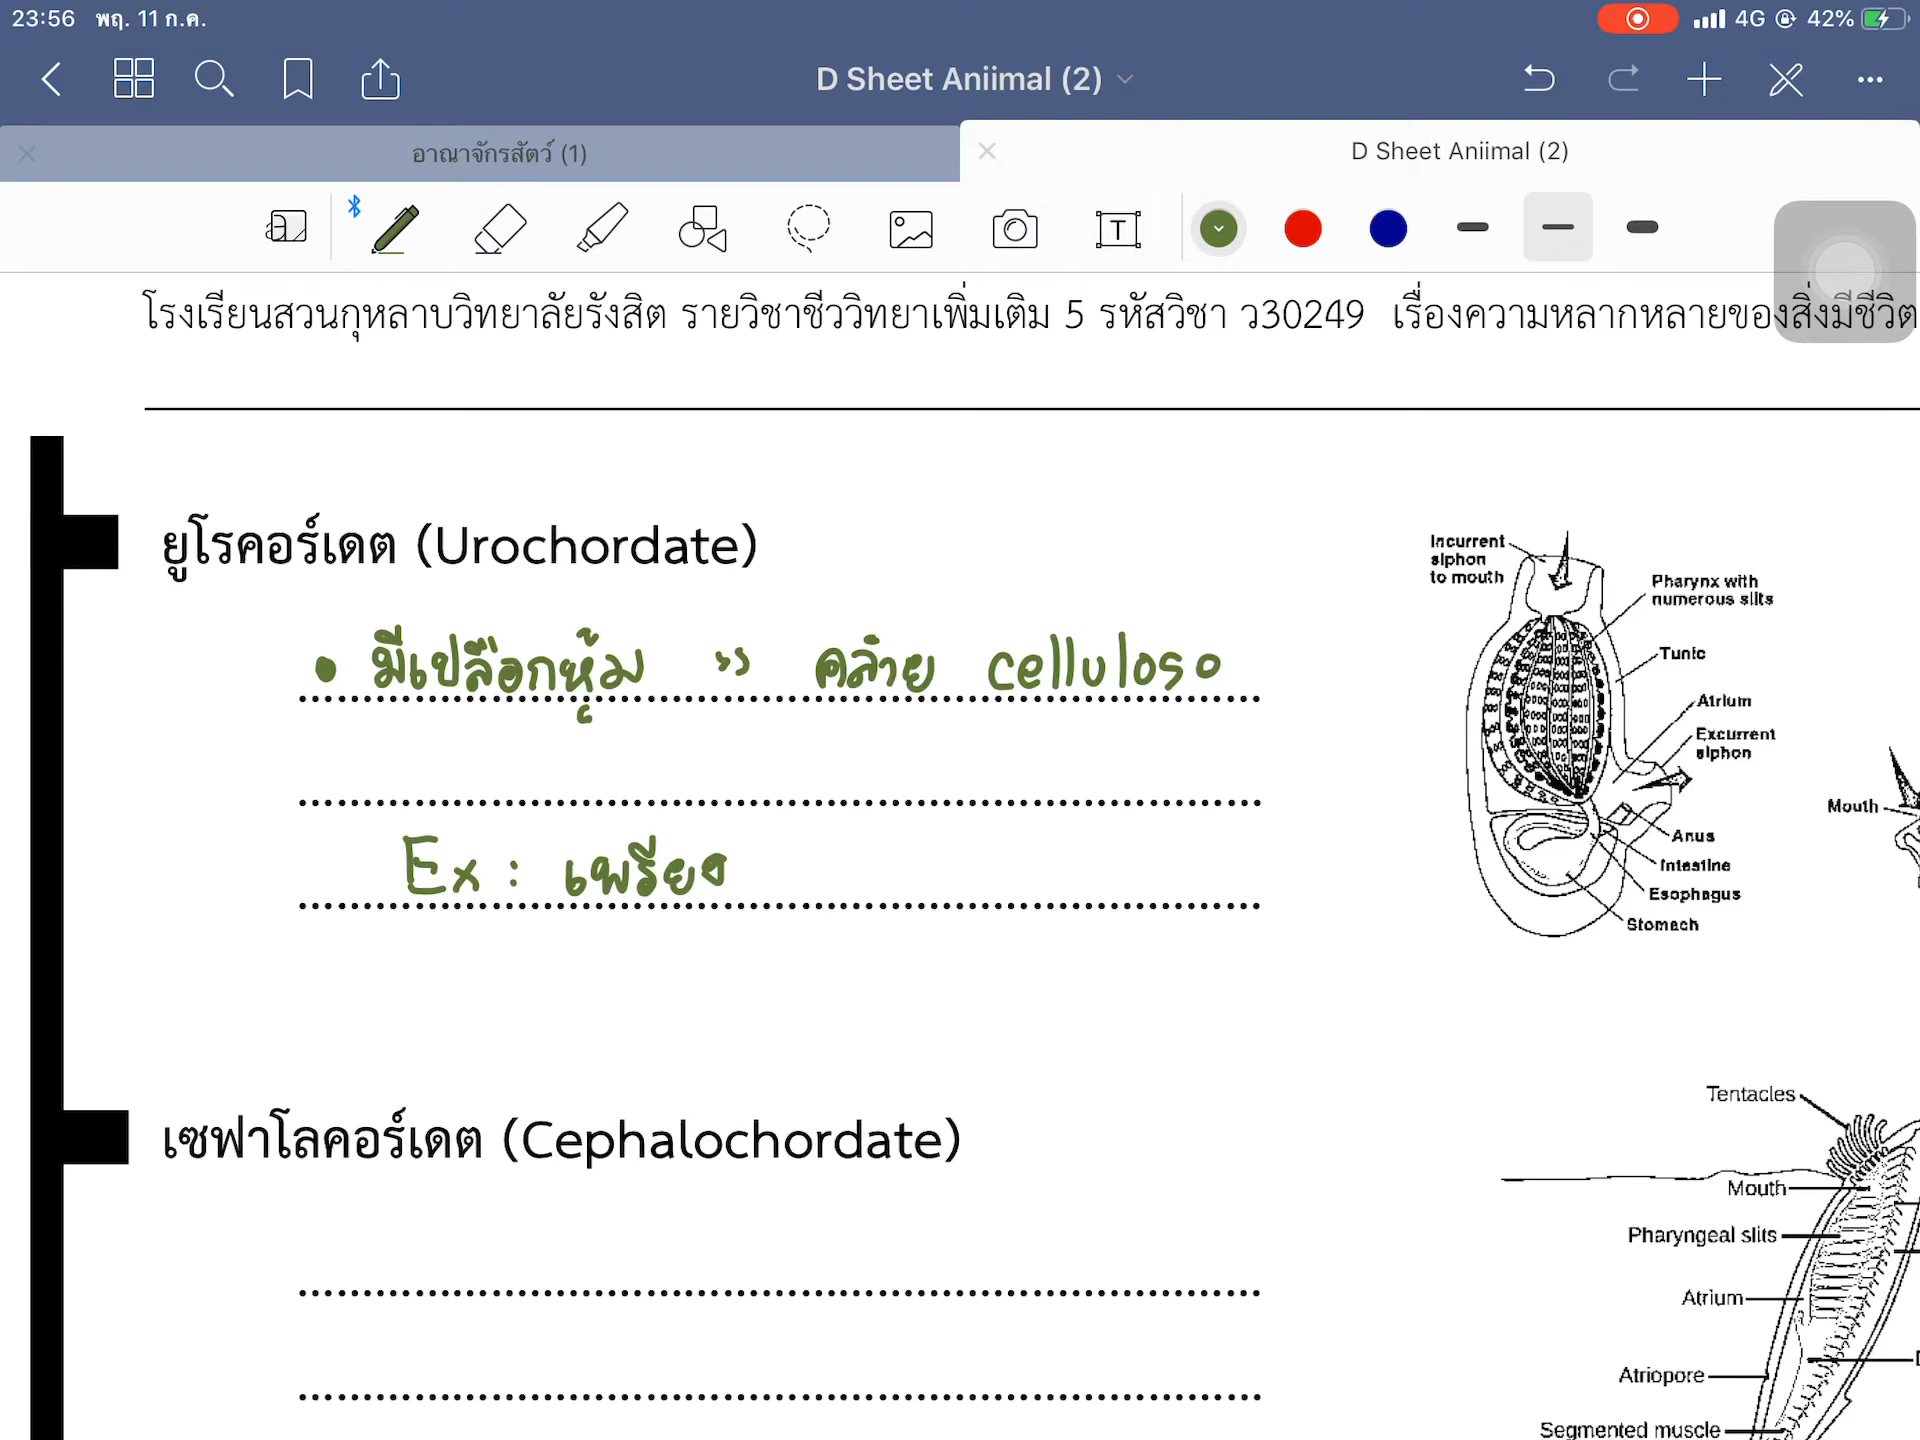 23:56 พฤ. 11 ก.ค.
4G 42%
D Sheet Aniimal (2)
อาณาจักรสัตว์ (1)
D Sheet Aniimal (2)
T
โรงเรียนสวนกุหลาบวิทยาลัยรังสิต รายวิชาชีววิทยาเพิ่มเติม 5 รหัสวิชา ว30249 เรื่องความหลากหลายของสิ่งมีชีวิต
ยูโรคอร์เดต (Urochordate)
• มีเปลือกหุ้ม >> คล้าย celluloso
Ex : เพรียง
Incurrent
siphon
to mouth
Pharynx with
numerous slits
Tunic
Atrium
Excurrent
siphon
Anus
Intestine
Esophagus
Stomach
Mouth
เซฟาโลคอร์เดต (Cephalochordate)
Tentacles
Mouth
Pharyngeal slits
Atrium
Atriopore
Segmented muscle